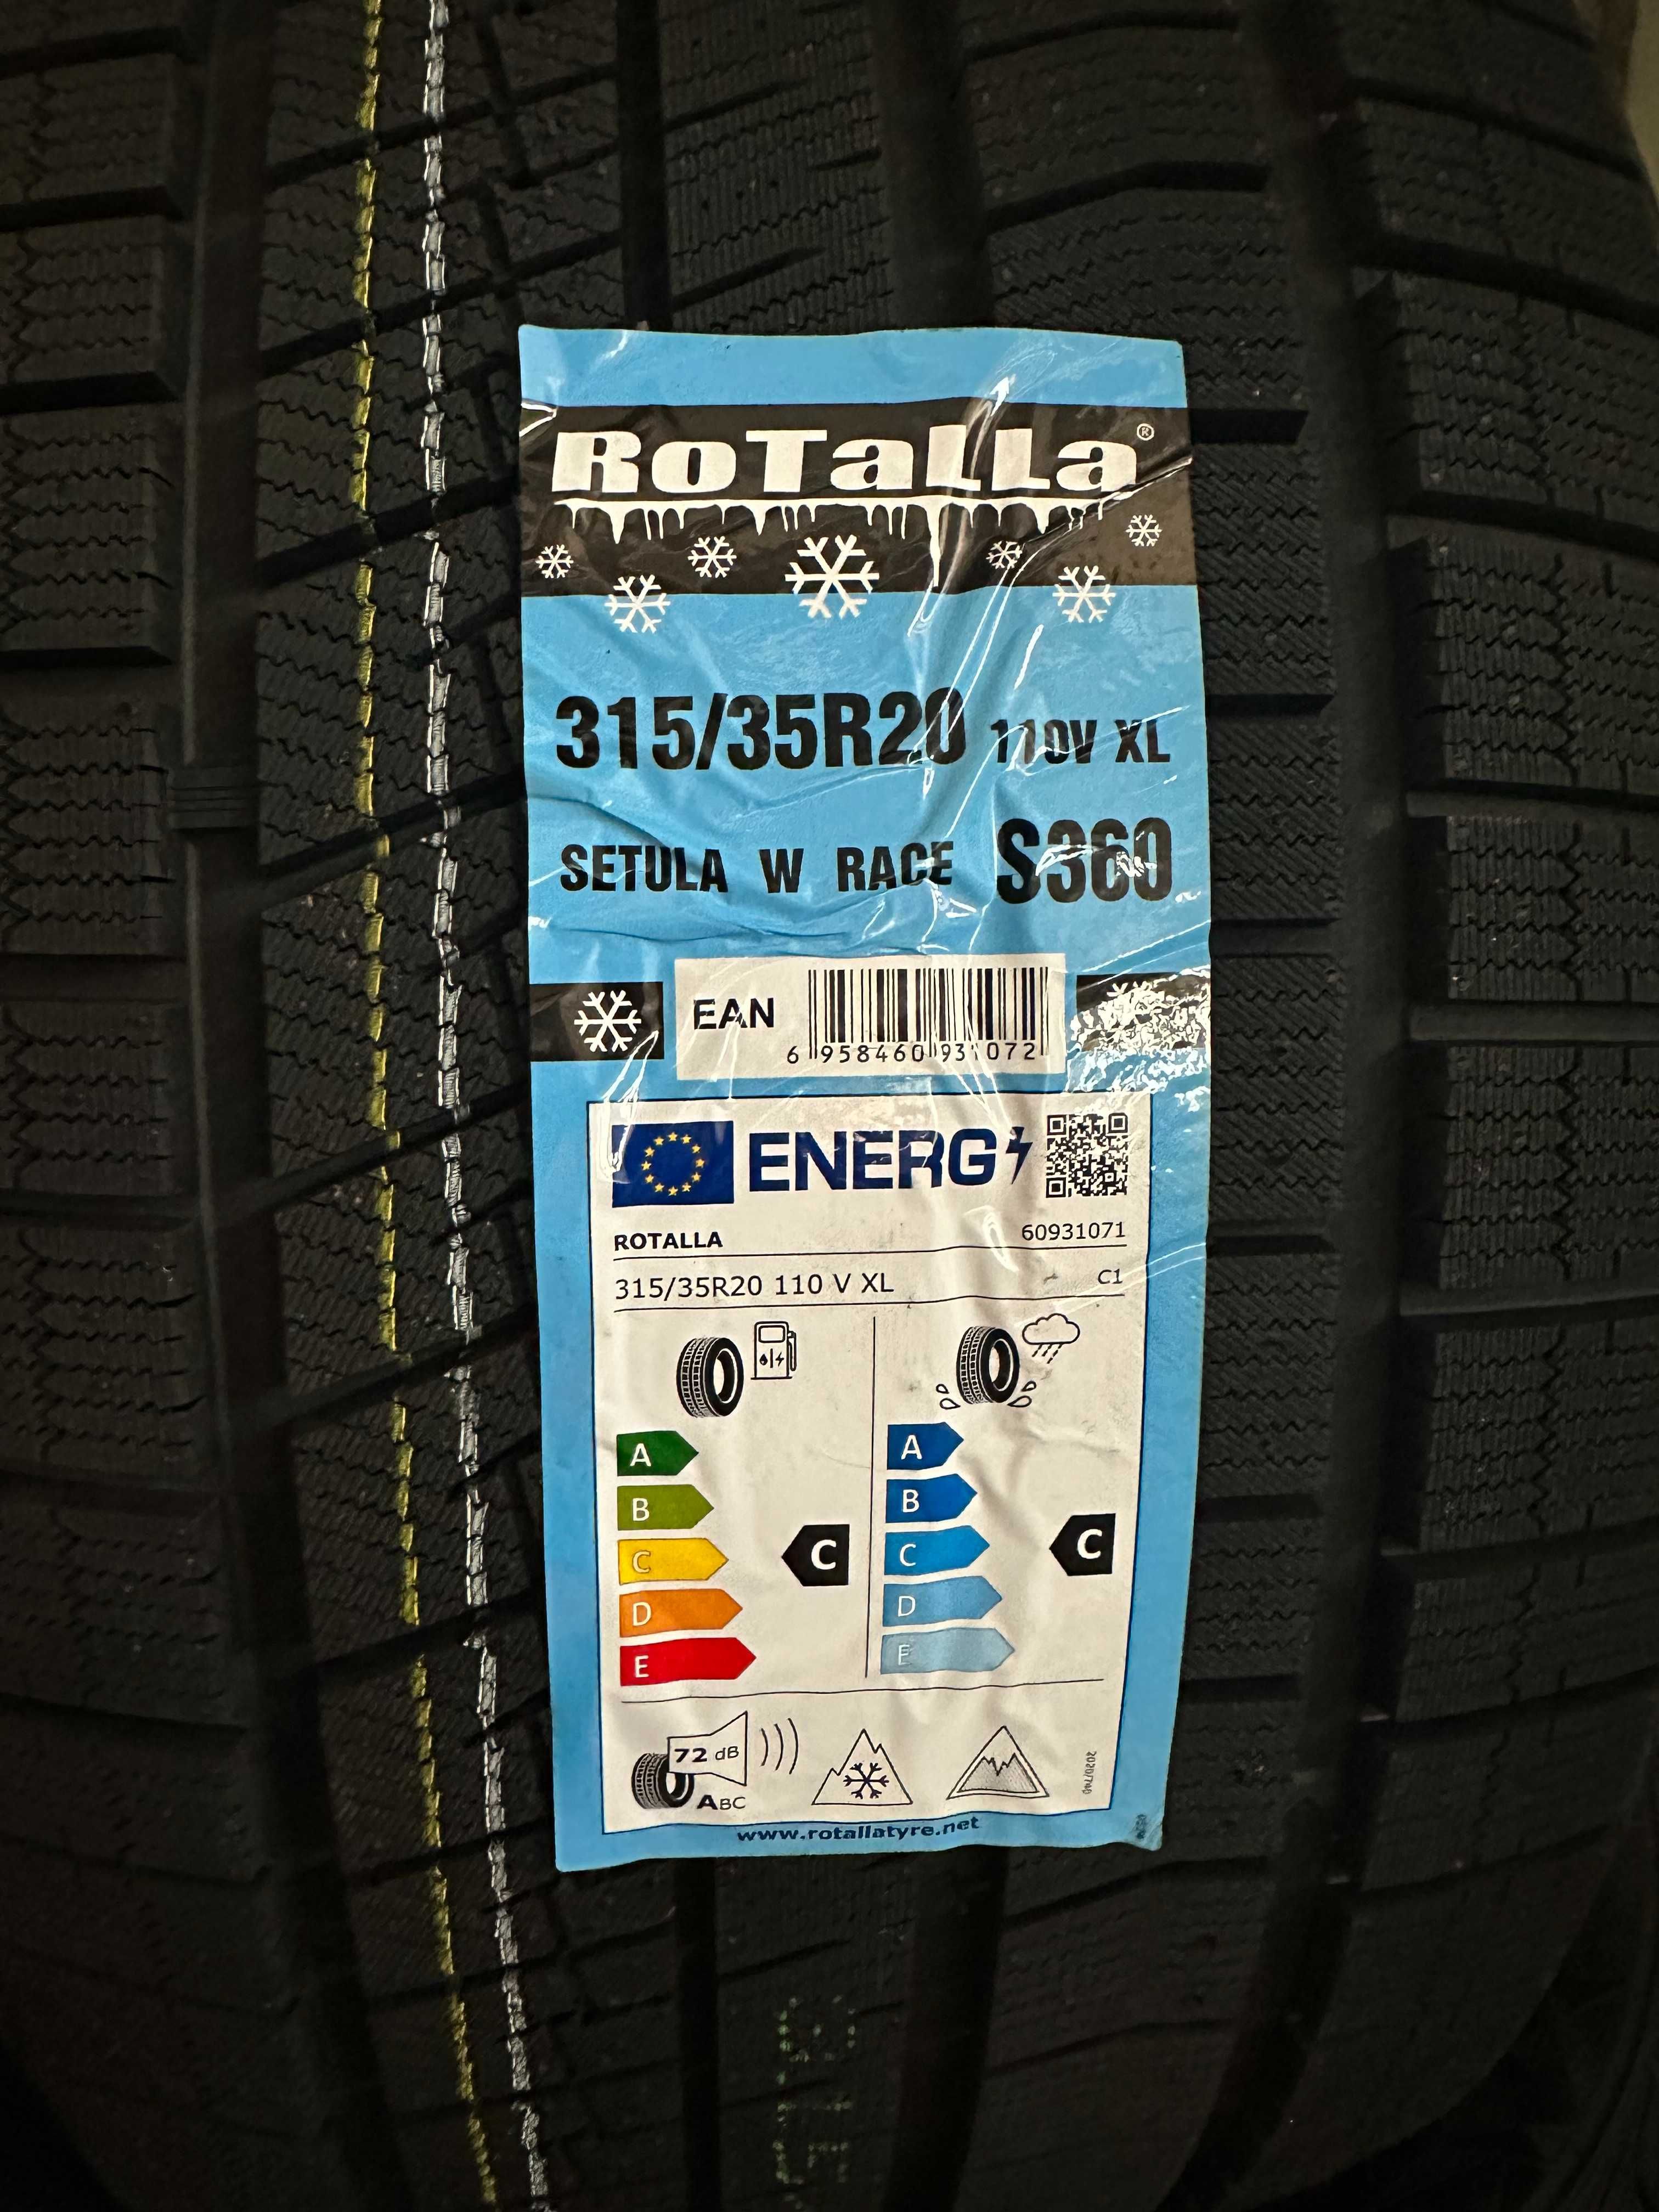 RoTaLLa®
315/35R20 110V XL
SETULA W RACE S360
EAN
6 958460 931072
ENERG
ROTALLA 60931071
315/35R20 110 V XL C1
A A
B B
C C C C
D D
E E
72 dB
ABC
2020/740
www.rotallatyre.net
315